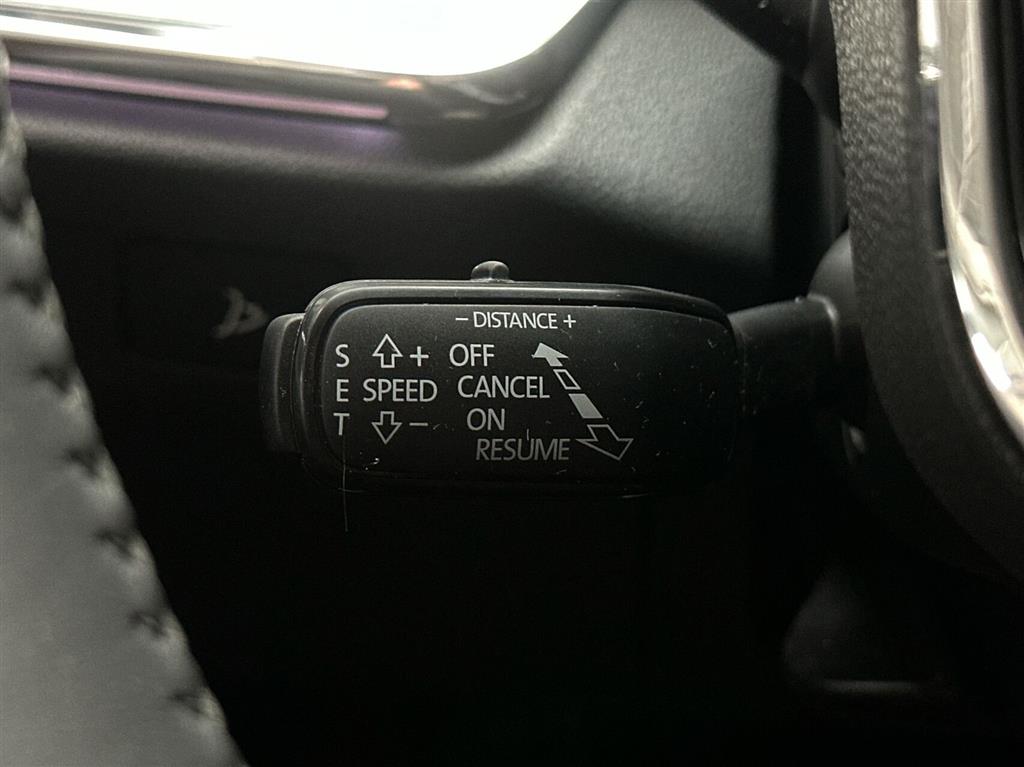 − DISTANCE +
S + OFF
E SPEED CANCEL
T − ON
RESUME